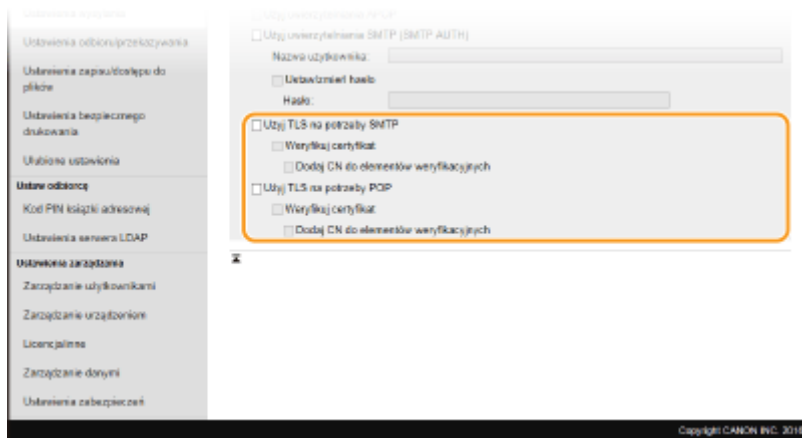 Ustawienia odbioru/przekazywania
Ustawienia zapisu/dostępu do
plików
Ustawienia bezpiecznego
drukowania
Ulubione ustawienia
Ustaw odbiorcę
Kod PIN książki adresowej
Ustawienia serwera LDAP
Ustawienia zarządzania
Zarządzanie użytkownikami
Zarządzanie urządzeniem
Licencja/inne
Zarządzanie danymi
Ustawienia zabezpieczeń
Użyj uwierzytelnienia SMTP (SMTP AUTH)
Nazwa użytkownika:
Ustaw/zmień hasło
Hasło:
Użyj TLS na potrzeby SMTP
Weryfikuj certyfikat
Dodaj CN do elementów weryfikacyjnych
Użyj TLS na potrzeby POP
Weryfikuj certyfikat
Dodaj CN do elementów weryfikacyjnych
Copyright CANON INC. 2016